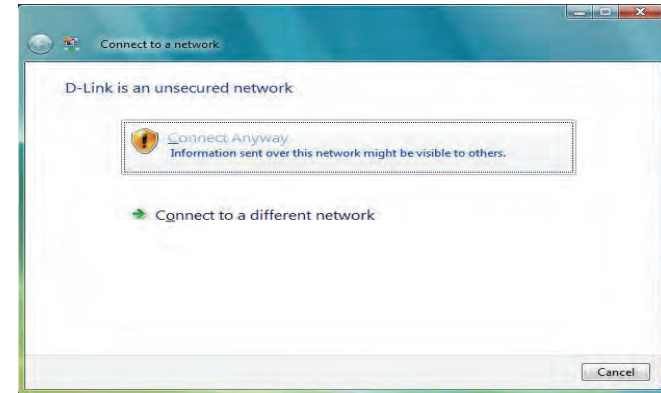 Connect to a network
D-Link is an unsecured network
Connect Anyway
Information sent over this network might be visible to others.
Connect to a different network
Cancel